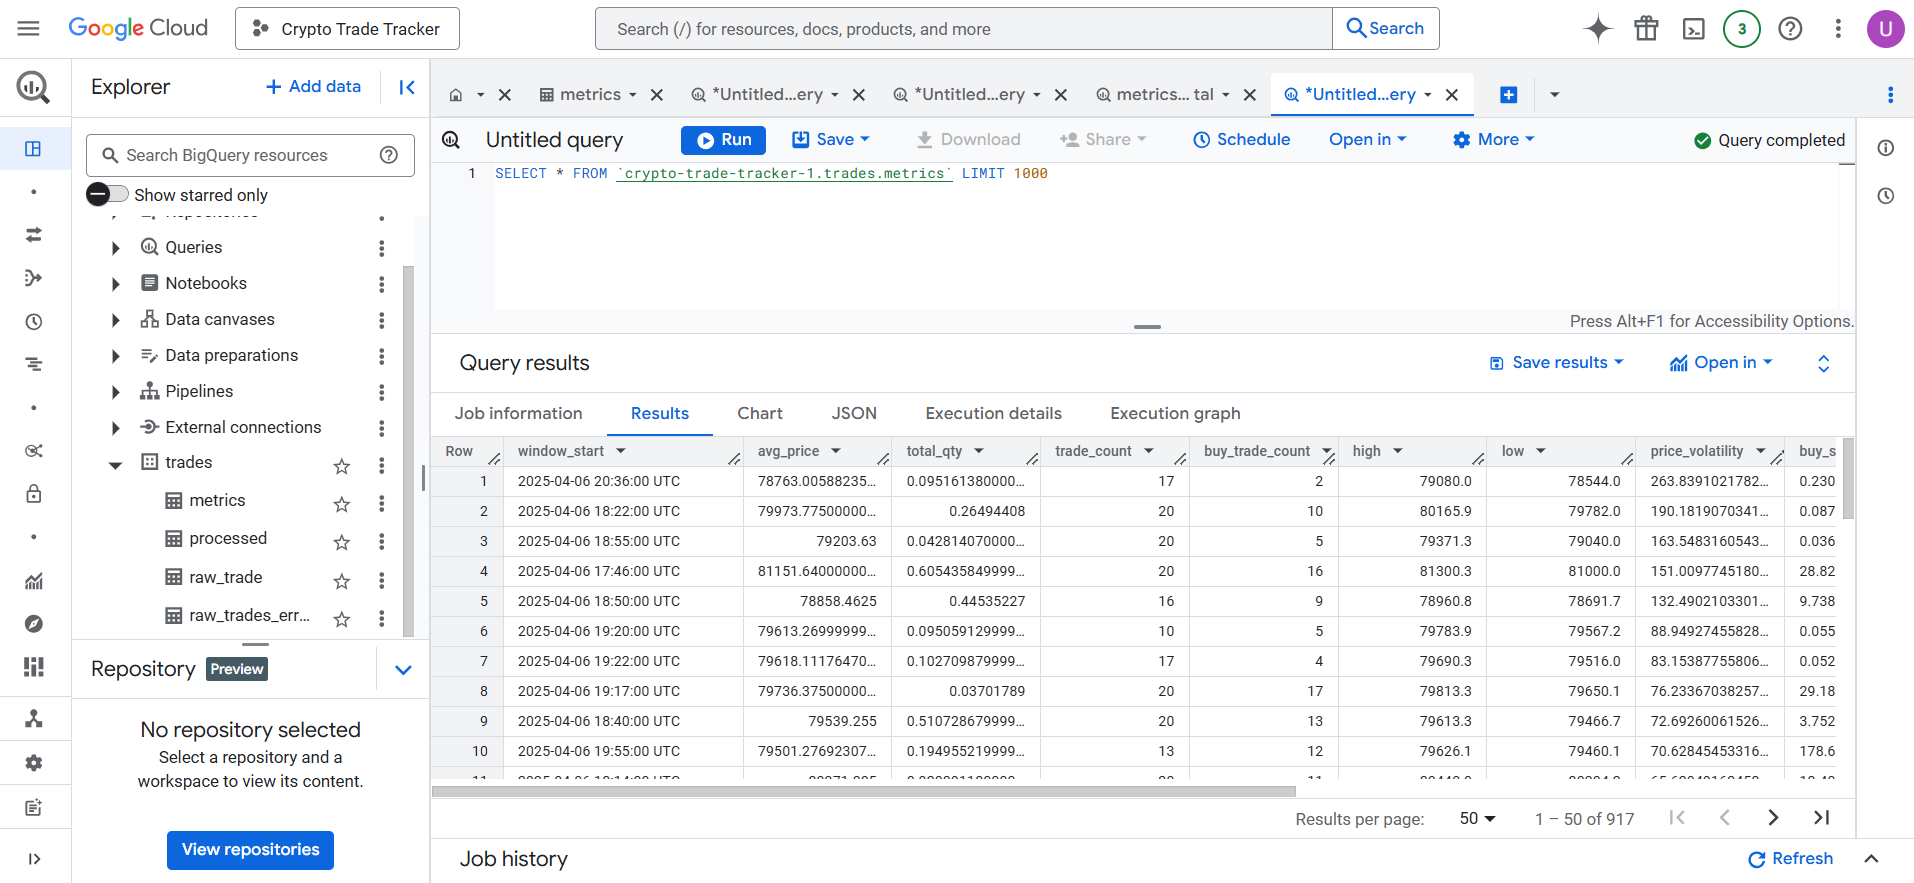 Google Cloud
Crypto Trade Tracker
Search (/) for resources, docs, products, and more
Search
3
U
Explorer
Add data
metrics
*Untitled...ery
*Untitled...ery
metrics... tal
*Untitled...ery
Untitled query
Run
Save
Download
Share
Schedule
Open in
More
Query completed
Search BigQuery resources
Show starred only
1 SELECT * FROM `crypto-trade-tracker-1.trades.metrics` LIMIT 1000
Press Alt+F1 for Accessibility Options.
Queries
Notebooks
Data canvases
Data preparations
Pipelines
External connections
trades
metrics
processed
raw_trade
raw_trades_err...
Repository Preview
No repository selected
Select a repository and a
workspace to view its content.
View repositories
Query results
Save results
Open in
Job information Results Chart JSON Execution details Execution graph
Row window_start avg_price total_qty trade_count buy_trade_count high low price_volatility buy_s
1 2025-04-06 20:36:00 UTC 78763.00588235... 0.095161380000... 17 2 79080.0 78544.0 263.8391021782... 0.230
2 2025-04-06 18:22:00 UTC 79973.77500000... 0.26494408 20 10 80165.9 79782.0 190.1819070341... 0.087
3 2025-04-06 18:55:00 UTC 79203.63 0.042814070000... 20 5 79371.3 79040.0 163.5483160543... 0.036
4 2025-04-06 17:46:00 UTC 81151.64000000... 0.605435849999... 20 16 81300.3 81000.0 151.0097745180... 28.82
5 2025-04-06 18:50:00 UTC 78858.4625 0.44535227 16 9 78960.8 78691.7 132.4902103301... 9.738
6 2025-04-06 19:20:00 UTC 79613.26999999... 0.095059129999... 10 5 79783.9 79567.2 88.94927455828... 0.055
7 2025-04-06 19:22:00 UTC 79618.11176470... 0.102709879999... 17 4 79690.3 79516.0 83.15387755806... 0.052
8 2025-04-06 19:17:00 UTC 79736.37500000... 0.03701789 20 17 79813.3 79650.1 76.23367038257... 29.18
9 2025-04-06 18:40:00 UTC 79539.255 0.510728679999... 20 13 79613.3 79466.7 72.69260061526... 3.752
10 2025-04-06 19:55:00 UTC 79501.27692307... 0.194955219999... 13 12 79626.1 79460.1 70.62845453316... 178.6
Results per page: 50 1 – 50 of 917
Job history
Refresh